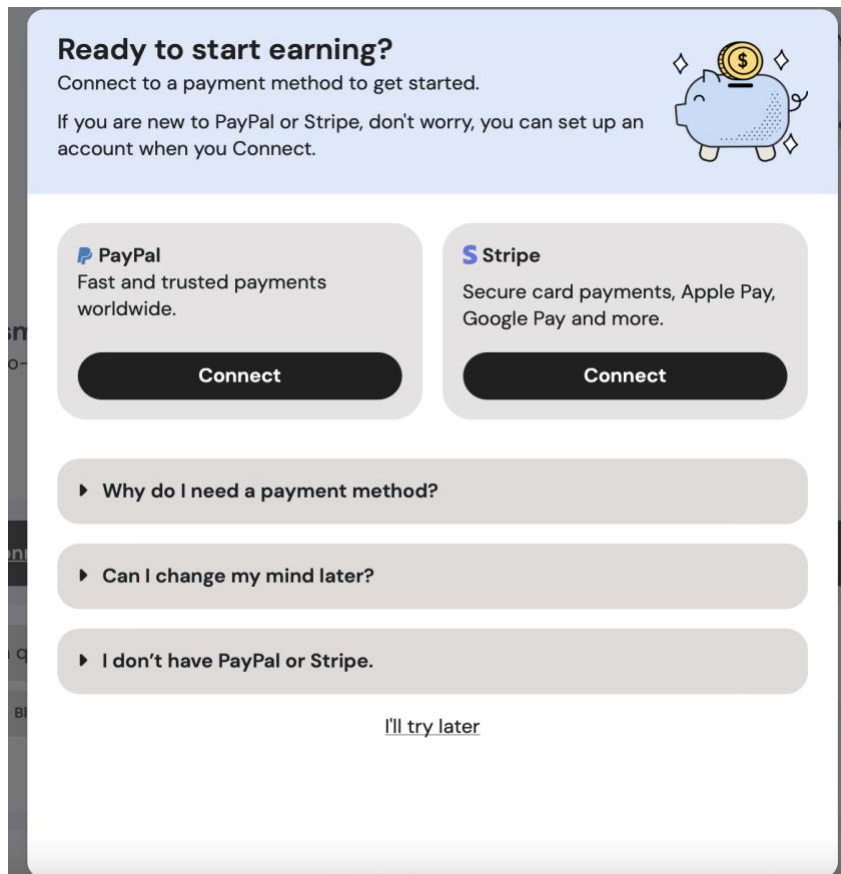 Ready to start earning?
Connect to a payment method to get started.
If you are new to PayPal or Stripe, don't worry, you can set up an
account when you Connect.
$
PayPal
Fast and trusted payments
worldwide.
Connect
Stripe
Secure card payments, Apple Pay,
Google Pay and more.
Connect
Why do I need a payment method?
Can I change my mind later?
I don’t have PayPal or Stripe.
I'll try later